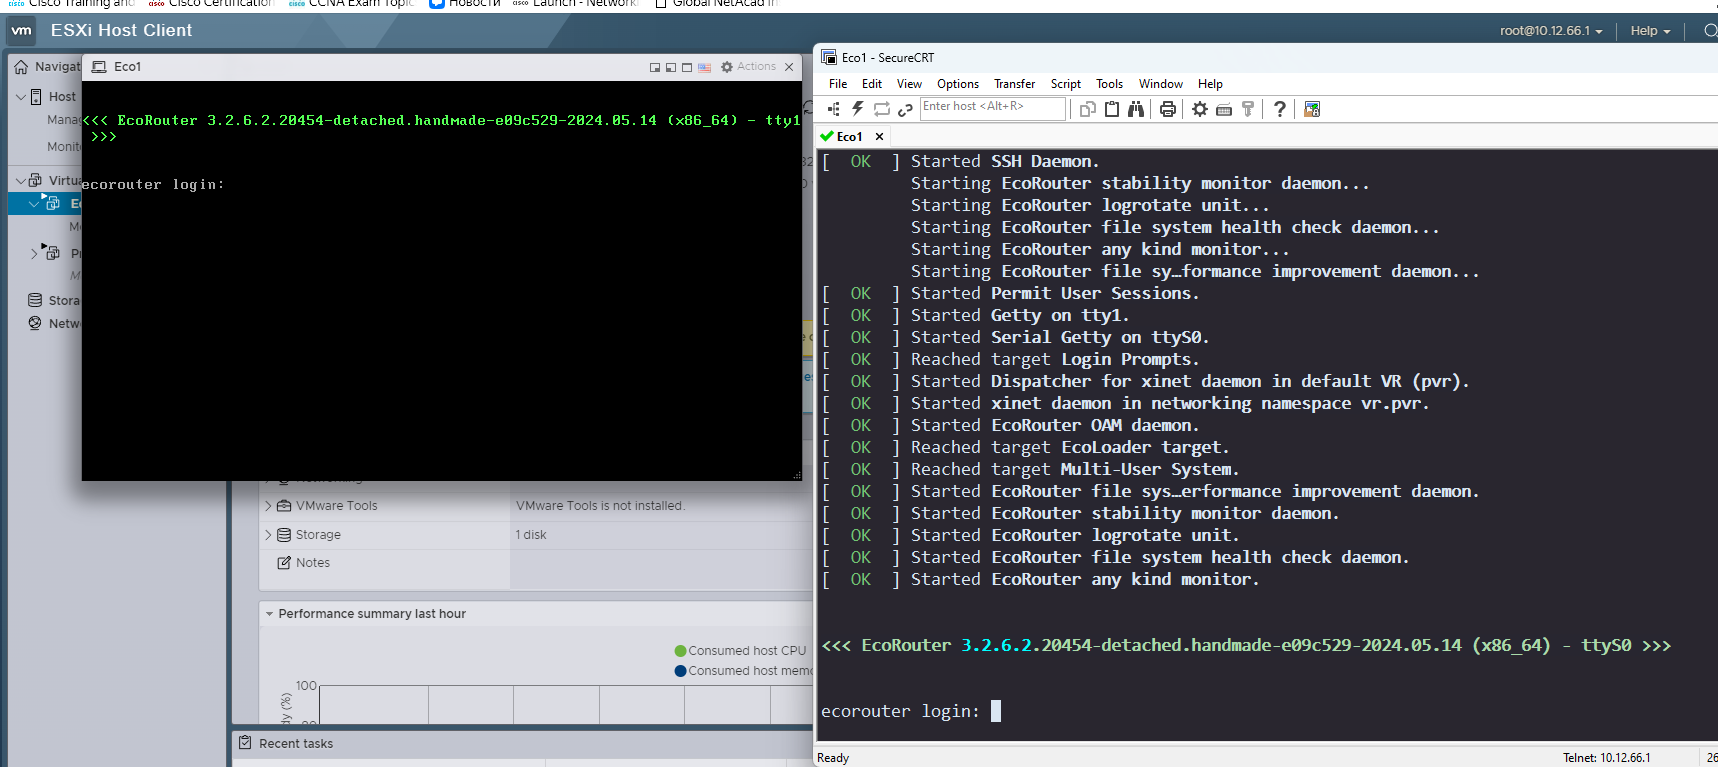 Cisco Training and
Cisco Certification
CCNA Exam Topic
Новости
Launch - Network
Global NetAcad
vm ESXi Host Client
root@10.12.66.1
Help
Navigat
Host
Mana
Monito
Virtua
Ec
Mo
Pr
Stora
Netw
Eco1
Actions
<<< EcoRouter 3.2.6.2.20454-detached.handmade-e09c529-2024.05.14 (x86_64) - tty1
>>>
ecorouter login:
VMware Tools
VMware Tools is not installed.
Storage
1 disk
Notes
Performance summary last hour
Consumed host CPU
Consumed host memo
100
Recent tasks
Eco1 - SecureCRT
File Edit View Options Transfer Script Tools Window Help
Enter host <Alt+R>
Eco1
[ OK ] Started SSH Daemon.
Starting EcoRouter stability monitor daemon...
Starting EcoRouter logrotate unit...
Starting EcoRouter file system health check daemon...
Starting EcoRouter any kind monitor...
Starting EcoRouter file sy…formance improvement daemon...
[ OK ] Started Permit User Sessions.
[ OK ] Started Getty on tty1.
[ OK ] Started Serial Getty on ttyS0.
[ OK ] Reached target Login Prompts.
[ OK ] Started Dispatcher for xinet daemon in default VR (pvr).
[ OK ] Started xinet daemon in networking namespace vr.pvr.
[ OK ] Started EcoRouter OAM daemon.
[ OK ] Reached target EcoLoader target.
[ OK ] Reached target Multi-User System.
[ OK ] Started EcoRouter file sys…erformance improvement daemon.
[ OK ] Started EcoRouter stability monitor daemon.
[ OK ] Started EcoRouter logrotate unit.
[ OK ] Started EcoRouter file system health check daemon.
[ OK ] Started EcoRouter any kind monitor.
<<< EcoRouter 3.2.6.2.20454-detached.handmade-e09c529-2024.05.14 (x86_64) - ttyS0 >>>
ecorouter login:
Ready
Telnet: 10.12.66.1
26